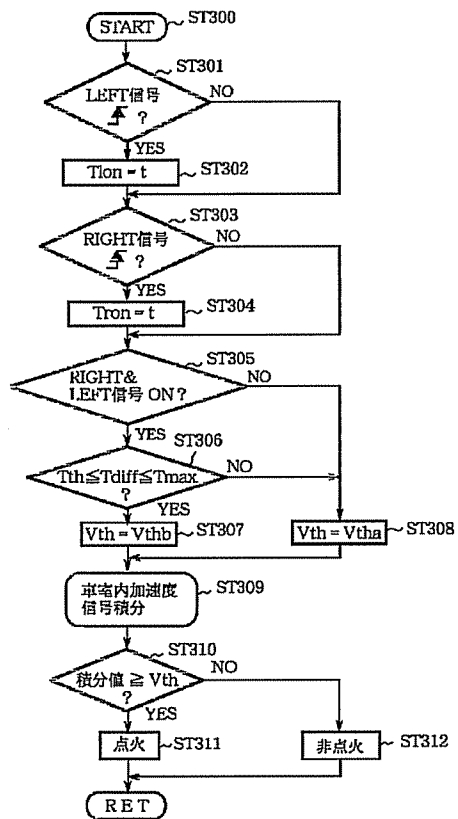 START
ST300
ST301
LEFT信号
?
NO
YES
Tlon = t
ST302
ST303
RIGHT信号
?
NO
YES
Tron = t
ST304
ST305
RIGHT&
LEFT信号 ON?
NO
YES
ST306
Tth≦Tdiff≦Tmax
?
NO
YES
Vth = Vthb
ST307
Vth = Vtha
ST308
車室内加速度
信号積分
ST309
ST310
積分値 ≧ Vth
?
NO
YES
点火
ST311
非点火
ST312
RET